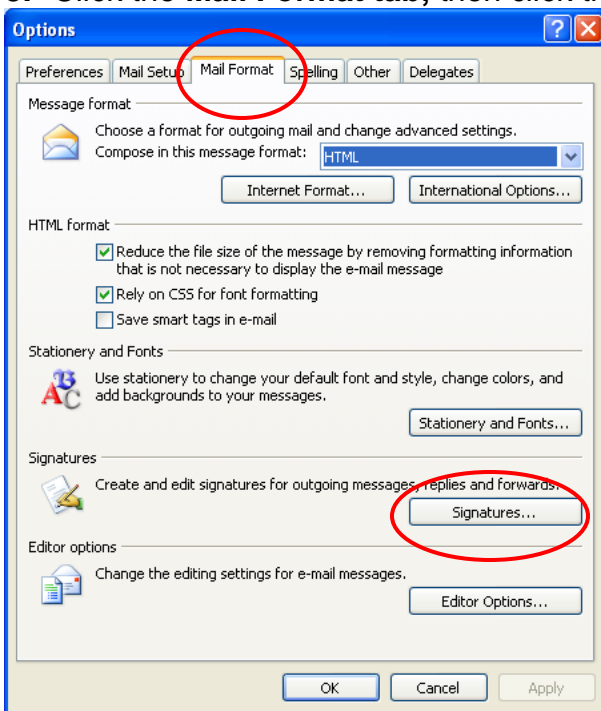 Options
Preferences Mail Setup Mail Format Spelling Other Delegates
Message format
Choose a format for outgoing mail and change advanced settings.
Compose in this message format: HTML
Internet Format... International Options...
HTML format
Reduce the file size of the message by removing formatting information
that is not necessary to display the e-mail message
Rely on CSS for font formatting
Save smart tags in e-mail
Stationery and Fonts
Use stationery to change your default font and style, change colors, and
add backgrounds to your messages.
Stationery and Fonts...
Signatures
Create and edit signatures for outgoing messages, replies and forwards.
Signatures...
Editor options
Change the editing settings for e-mail messages.
Editor Options...
OK Cancel Apply